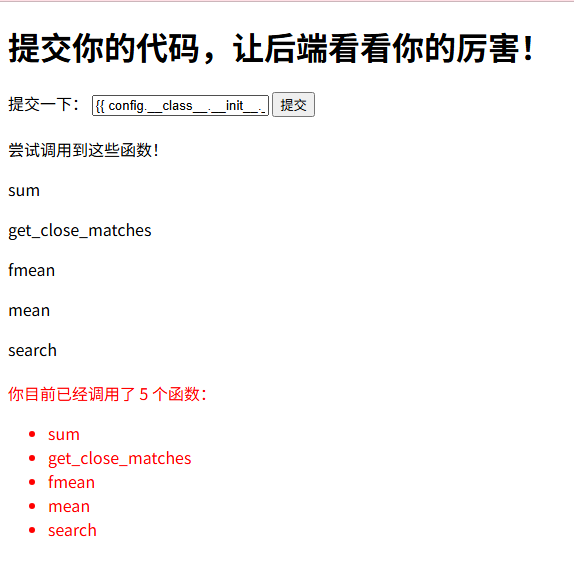 提交你的代码，让后端看看你的厉害！
提交一下： {{ config.__class__.__init__._ 提交
尝试调用到这些函数！
sum
get_close_matches
fmean
mean
search
你目前已经调用了 5 个函数：
sum
get_close_matches
fmean
mean
search